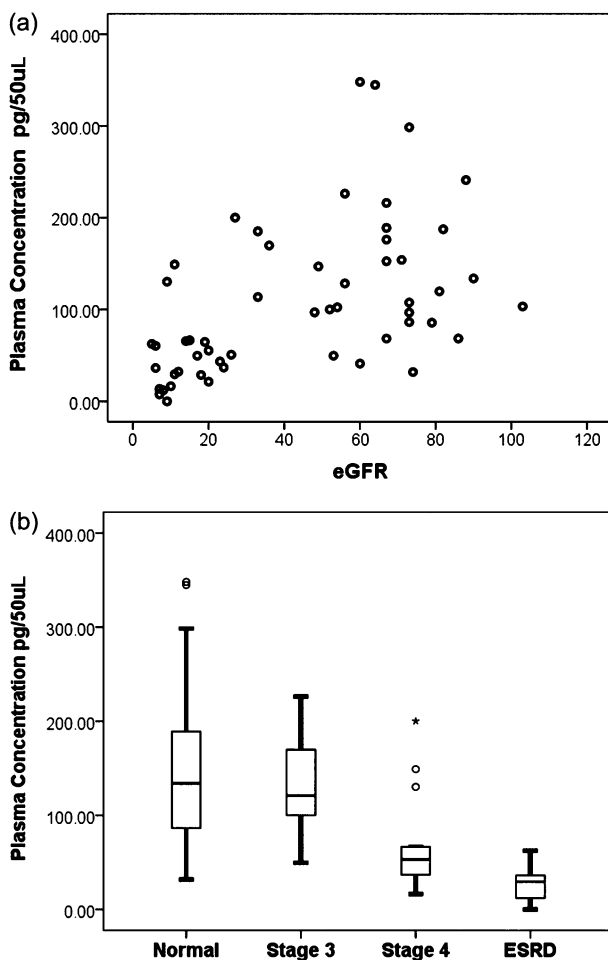 (a)
Plasma Concentration pg/50uL
400.00
300.00
200.00
100.00
0.00
0 20 40 60 80 100 120
eGFR
(b)
Plasma Concentration pg/50uL
400.00
300.00
200.00
100.00
0.00
Normal Stage 3 Stage 4 ESRD